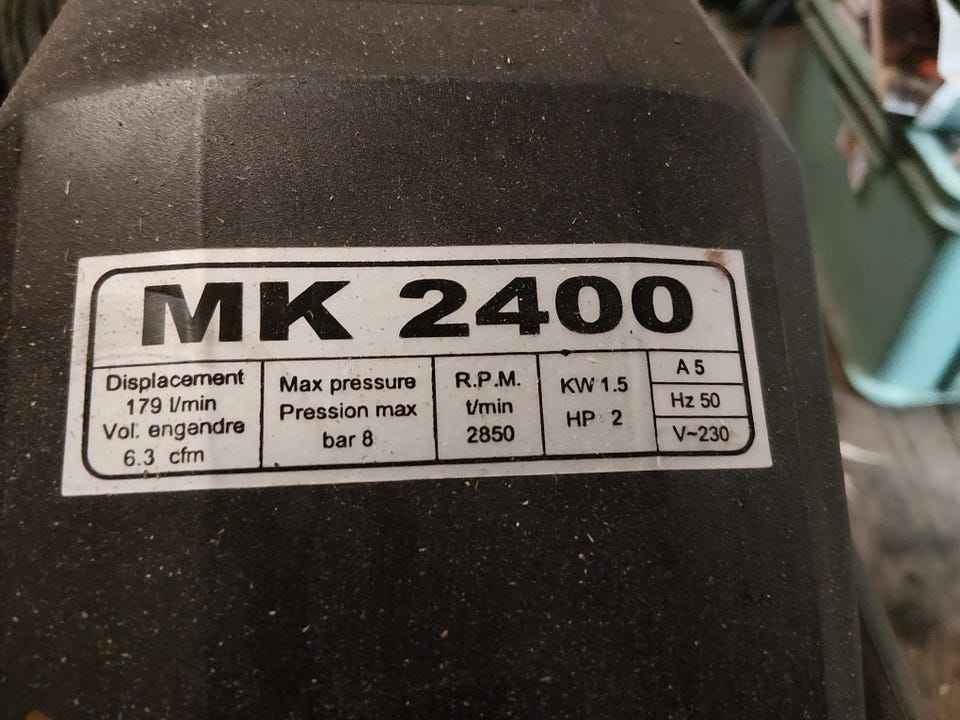 MK 2400
Displacement
179 l/min
Vol. engendre
6.3 cfm
Max pressure
Pression max
bar 8
R.P.M.
t/min
2850
KW 1.5
HP 2
A 5
Hz 50
V~230